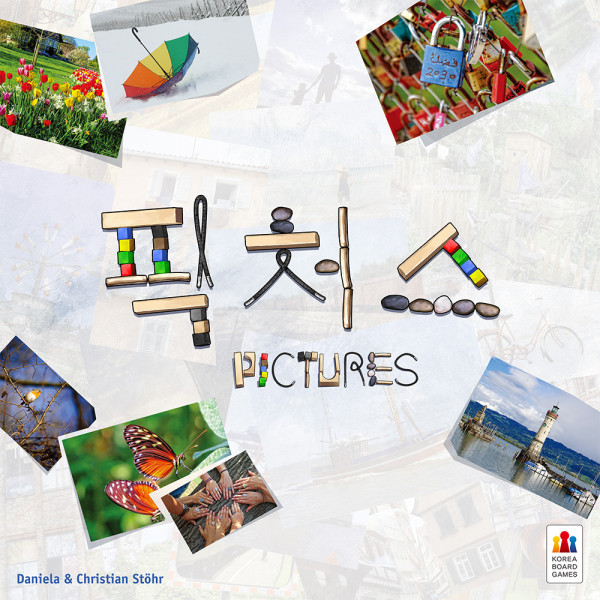 픽처스
PICTURES
Daniela & Christian Stöhr
KOREA
BOARD
GAMES